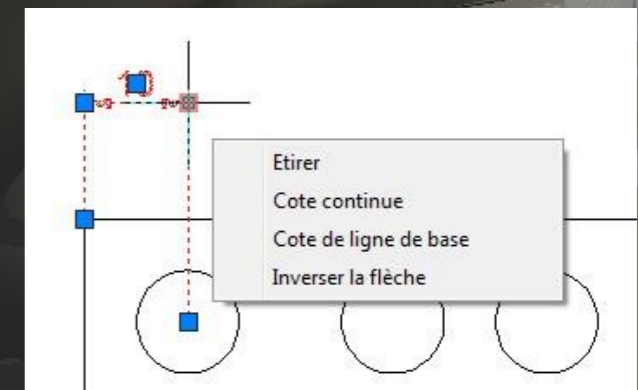 10
Etirer
Cote continue
Cote de ligne de base
Inverser la flèche